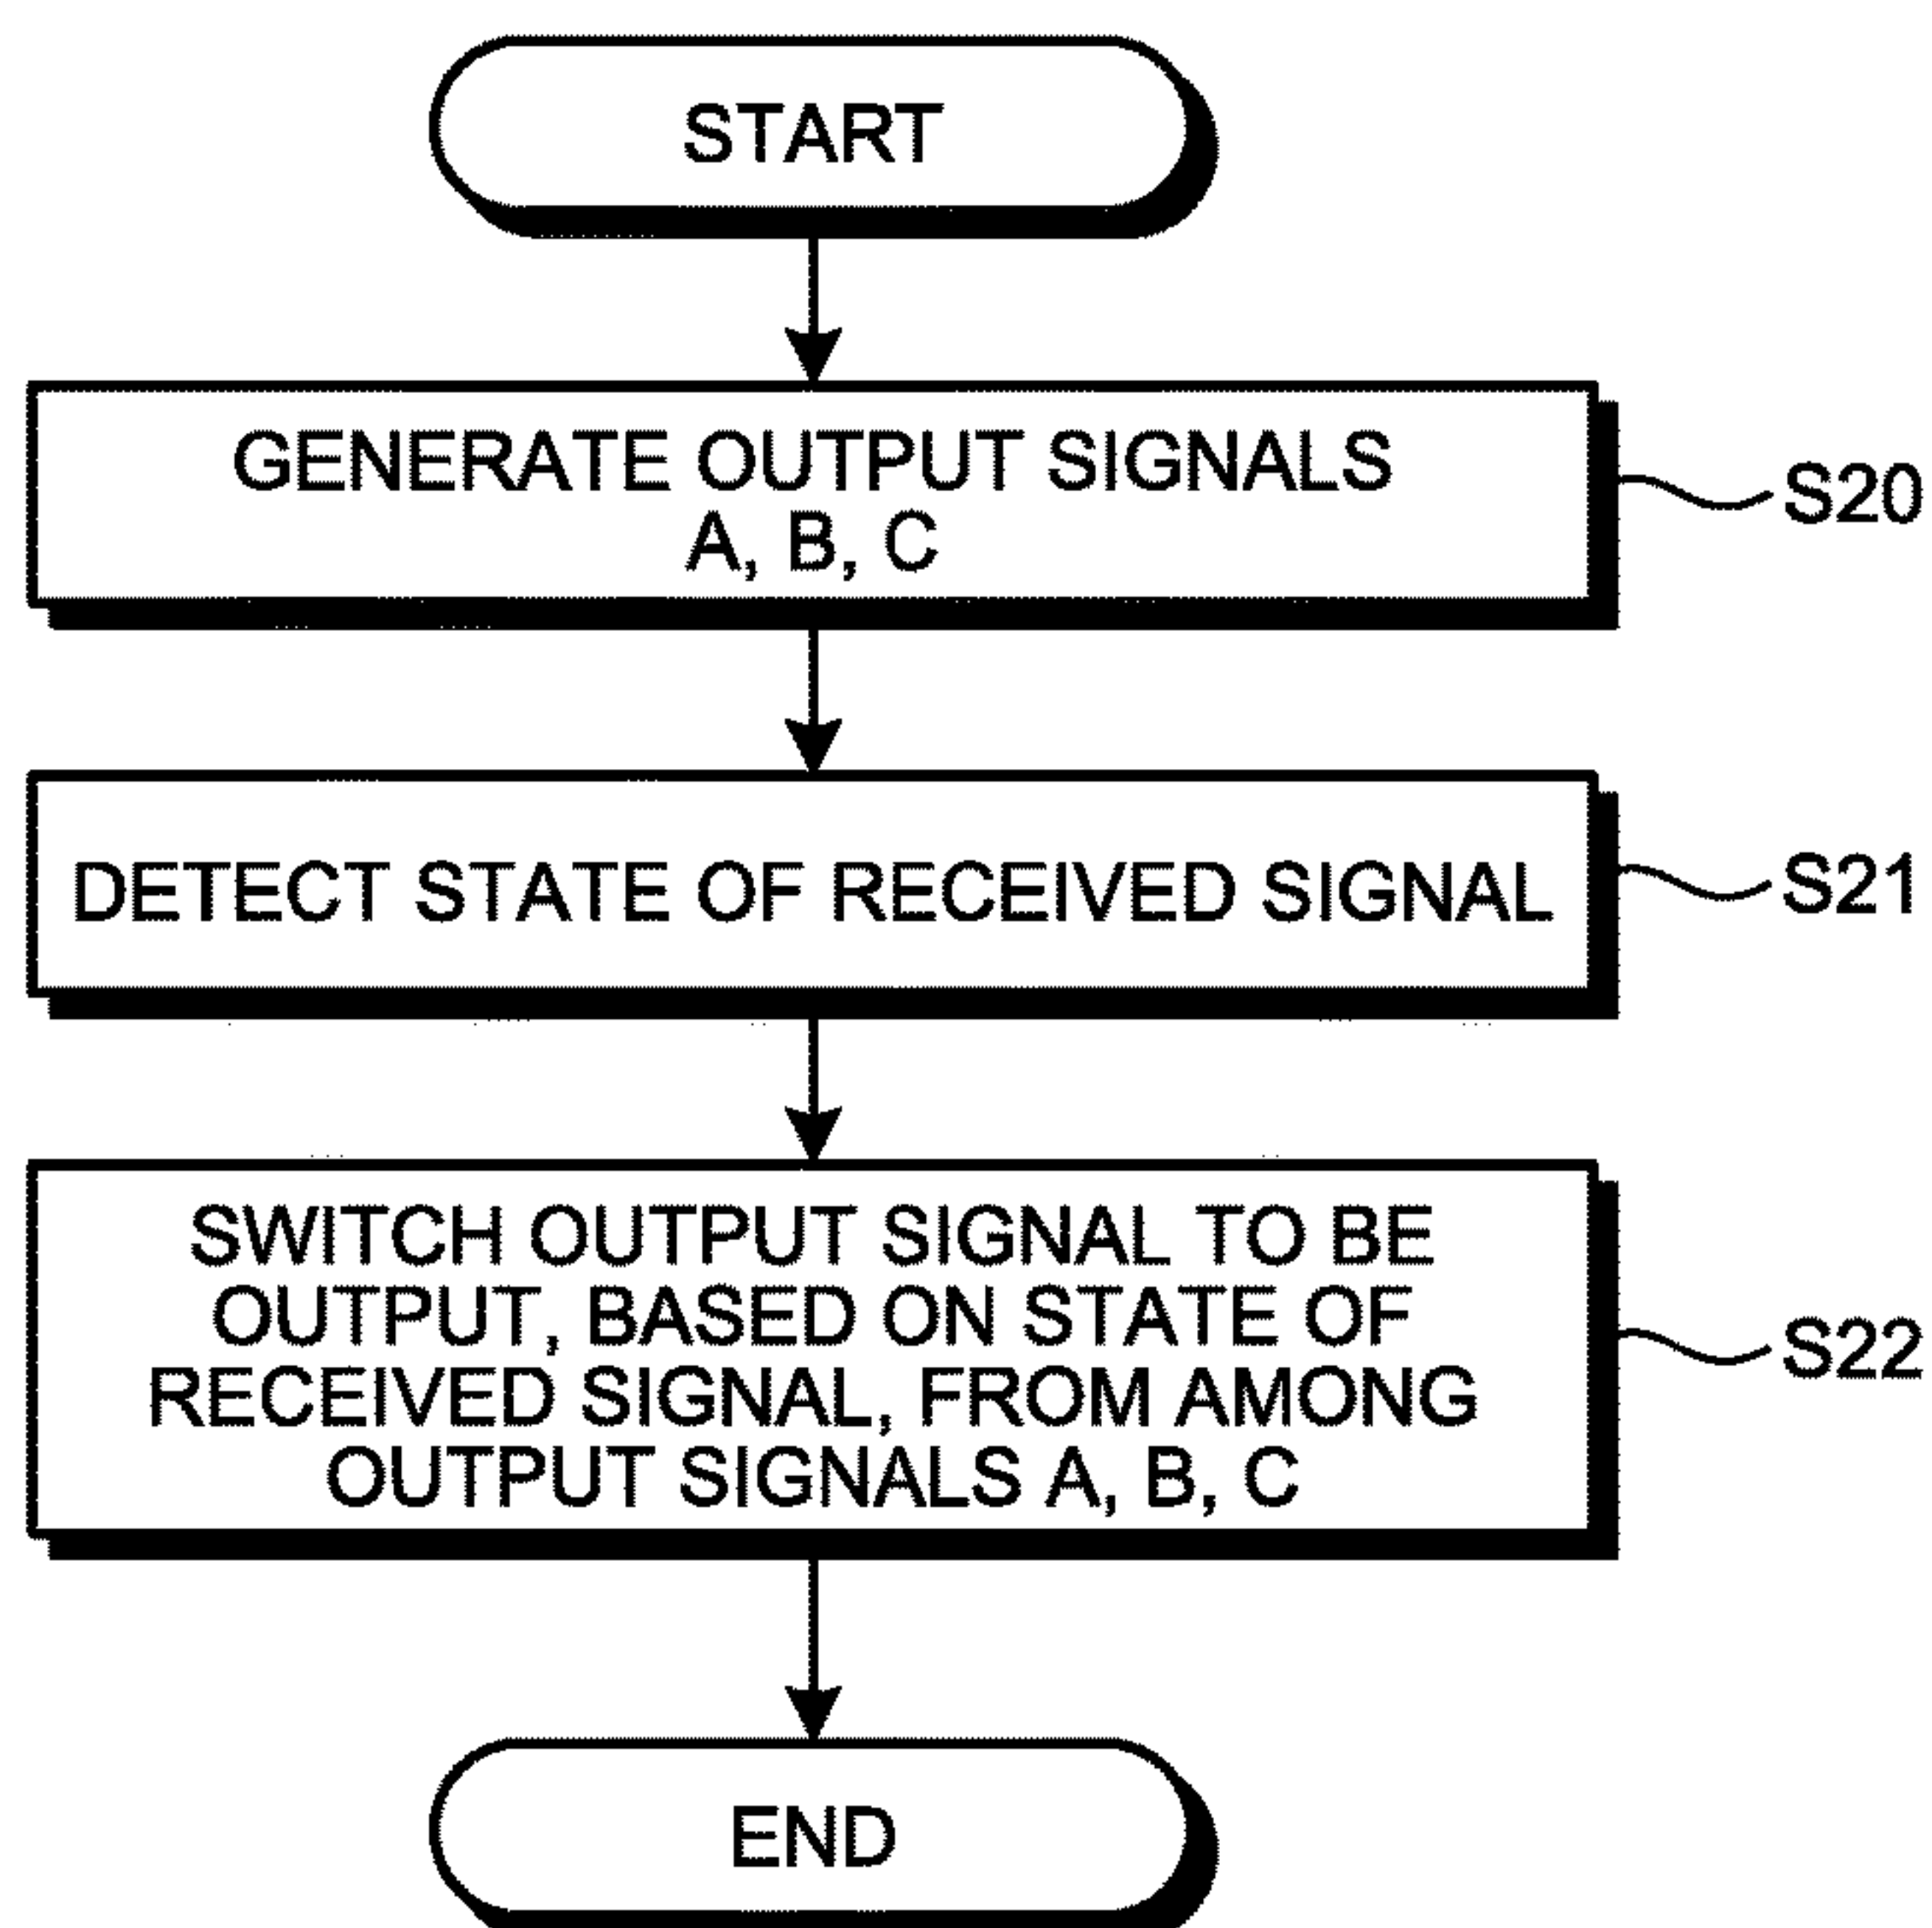 START
GENERATE OUTPUT SIGNALS
A, B, C
S20
DETECT STATE OF RECEIVED SIGNAL
S21
SWITCH OUTPUT SIGNAL TO BE
OUTPUT, BASED ON STATE OF
RECEIVED SIGNAL, FROM AMONG
OUTPUT SIGNALS A, B, C
S22
END